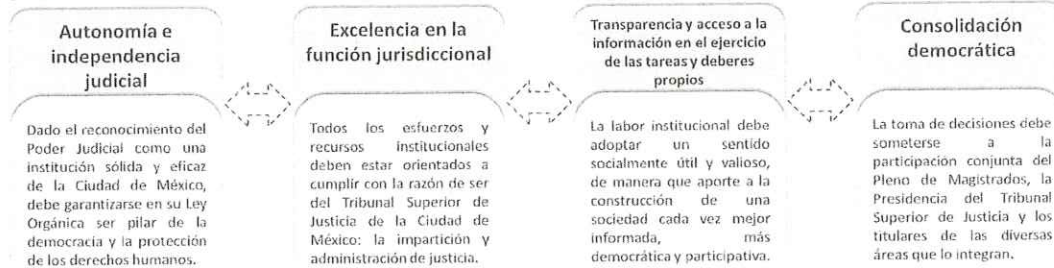 Autonomía e
independencia
judicial
Dado el reconocimiento del
Poder Judicial como una
institución sólida y eficaz
de la Ciudad de México,
debe garantizarse en su Ley
Orgánica ser pilar de la
democracia y la protección
de los derechos humanos.
Excelencia en la
función jurisdiccional
Todos los esfuerzos y
recursos institucionales
deben estar orientados a
cumplir con la razón de ser
del Tribunal Superior de
Justicia de la Ciudad de
México: la impartición y
administración de justicia.
Transparencia y acceso a la
información en el ejercicio
de las tareas y deberes
propios
La labor institucional debe
adoptar un sentido
socialmente útil y valioso,
de manera que aporte a la
construcción de una
sociedad cada vez mejor
informada, más
democrática y participativa.
Consolidación
democrática
La toma de decisiones debe
someterse a la
participación conjunta del
Pleno de Magistrados, la
Presidencia del Tribunal
Superior de Justicia y los
titulares de las diversas
áreas que lo integran.